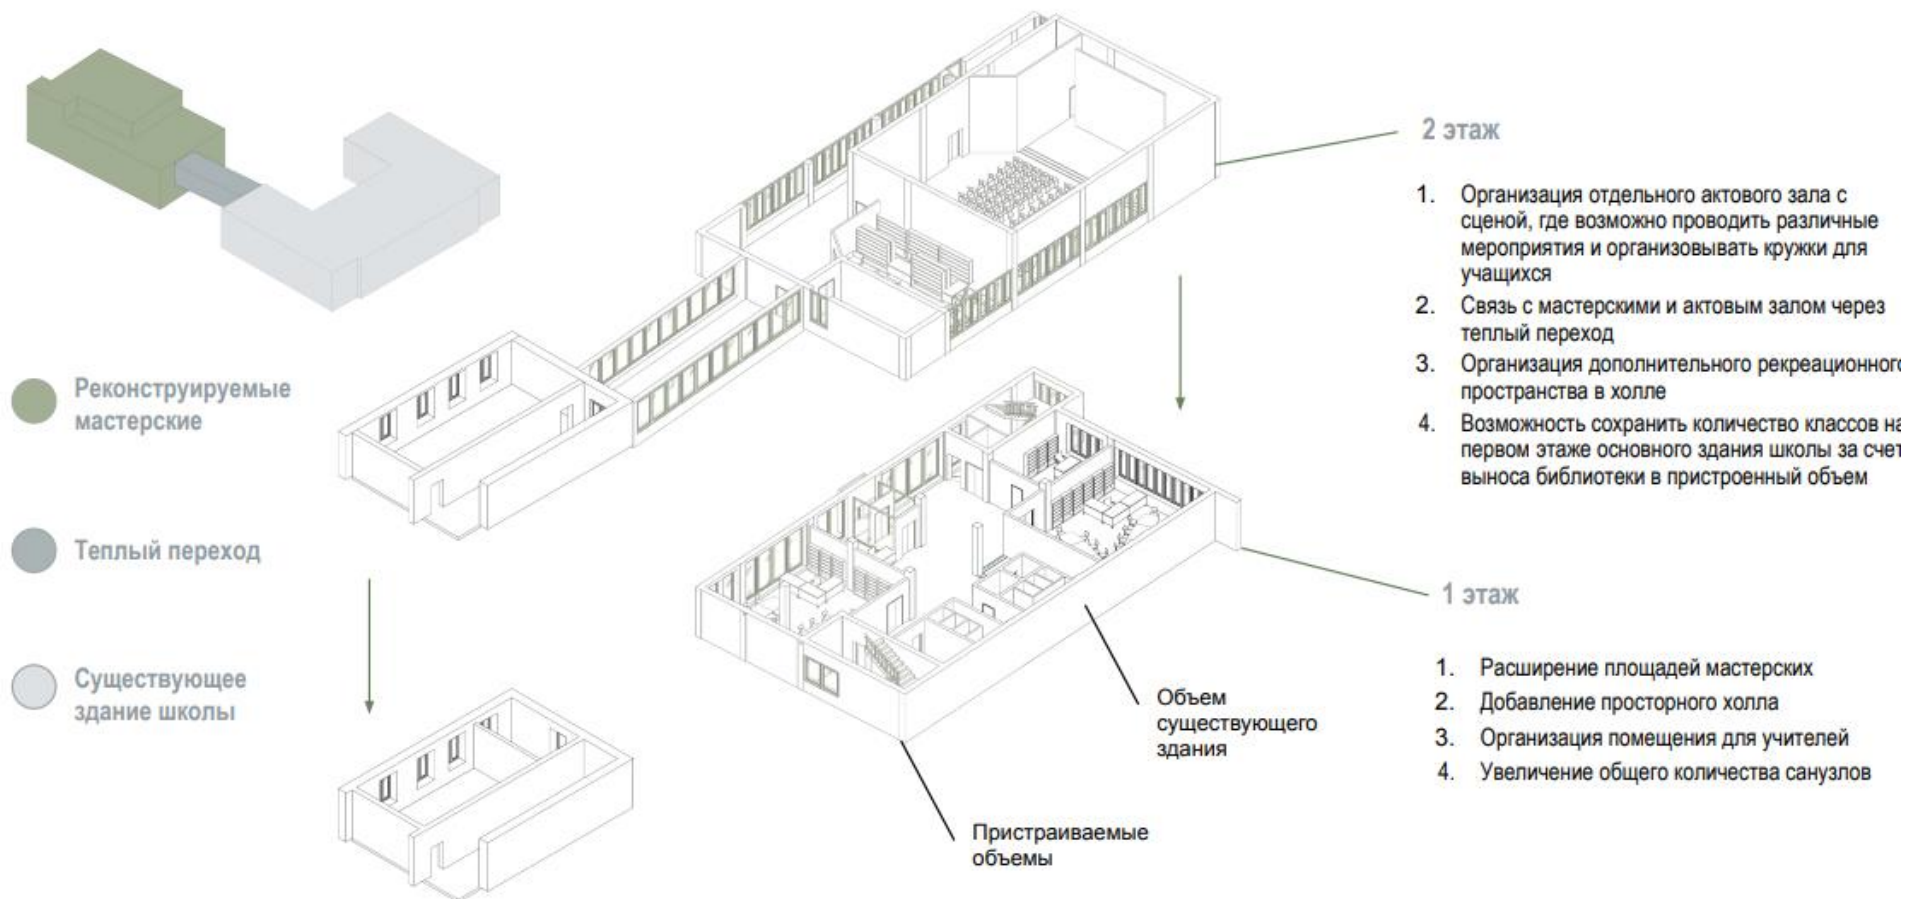 Реконструируемые
мастерские
Теплый переход
Существующее
здание школы
2 этаж
1. Организация отдельного актового зала с
сценой, где возможно проводить различные
мероприятия и организовывать кружки для
учащихся
2. Связь с мастерскими и актовым залом через
теплый переход
3. Организация дополнительного рекреационного
пространства в холле
4. Возможность сохранить количество классов на
первом этаже основного здания школы за счет
выноса библиотеки в пристроенный объем
1 этаж
1. Расширение площадей мастерских
2. Добавление просторного холла
3. Организация помещения для учителей
4. Увеличение общего количества санузлов
Объем
существующего
здания
Пристраиваемые
объемы